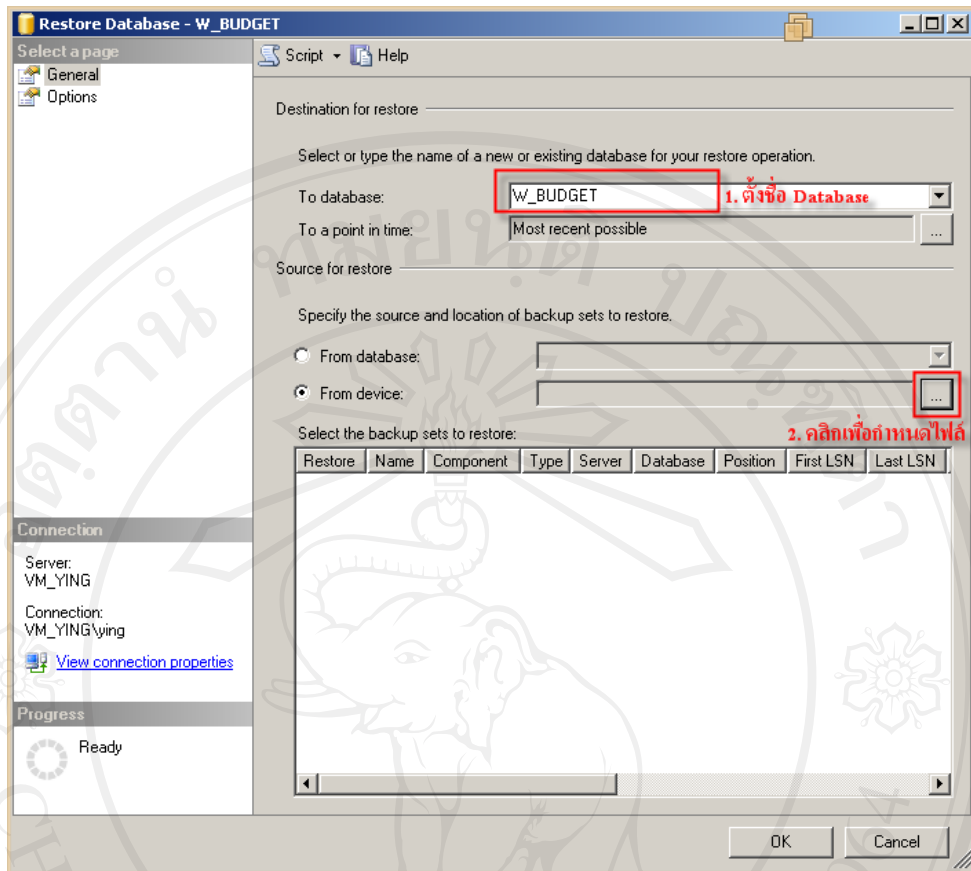 Restore Database - W_BUDGET
Select a page
General
Options
Script
Help
Destination for restore
Select or type the name of a new or existing database for your restore operation.
To database: W_BUDGET 1. ตั้งชื่อ Database
To a point in time: Most recent possible ...
Source for restore
Specify the source and location of backup sets to restore.
From database:
From device: ...
2. คลิกเพื่อกำหนดไฟล์
Select the backup sets to restore:
Restore Name Component Type Server Database Position First LSN Last LSN
Connection
Server:
VM_YING
Connection:
VM_YING\ying
View connection properties
Progress
Ready
OK Cancel